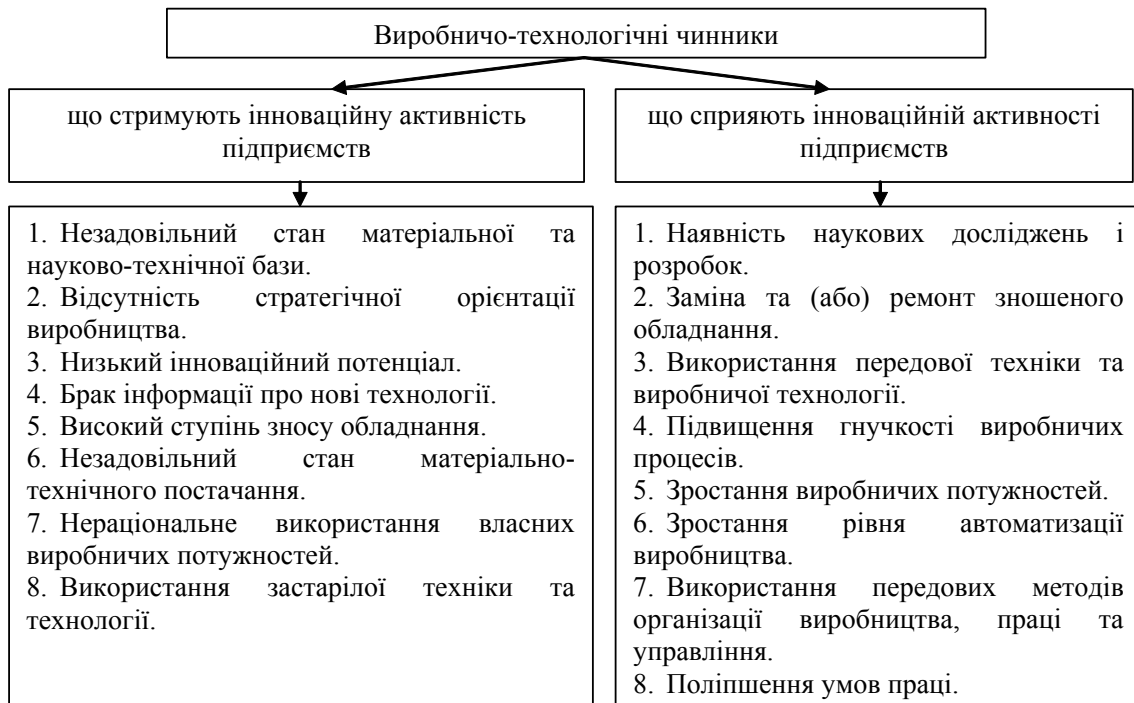 Виробничо-технологічні чинники
що стримують інноваційну активність
підприємств
що сприяють інноваційній активності
підприємств
1. Незадовільний стан матеріальної та
науково-технічної бази.
2. Відсутність стратегічної орієнтації
виробництва.
3. Низький інноваційний потенціал.
4. Брак інформації про нові технології.
5. Високий ступінь зносу обладнання.
6. Незадовільний стан матеріально-
технічного постачання.
7. Нераціональне використання власних
виробничих потужностей.
8. Використання застарілої техніки та
технології.
1. Наявність наукових досліджень і
розробок.
2. Заміна та (або) ремонт зношеного
обладнання.
3. Використання передової техніки та
виробничої технології.
4. Підвищення гнучкості виробничих
процесів.
5. Зростання виробничих потужностей.
6. Зростання рівня автоматизації
виробництва.
7. Використання передових методів
організації виробництва, праці та
управління.
8. Поліпшення умов праці.